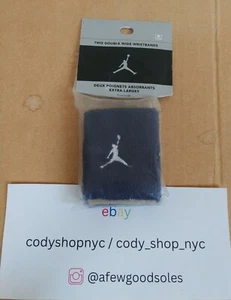 TWO DOUBLE WIDE WRISTBANDS
DEUX POIGNETS ABSORBANTS
EXTRA-LARGES
ebay
codyshopnyc / cody_shop_nyc
@afewgoodsoles